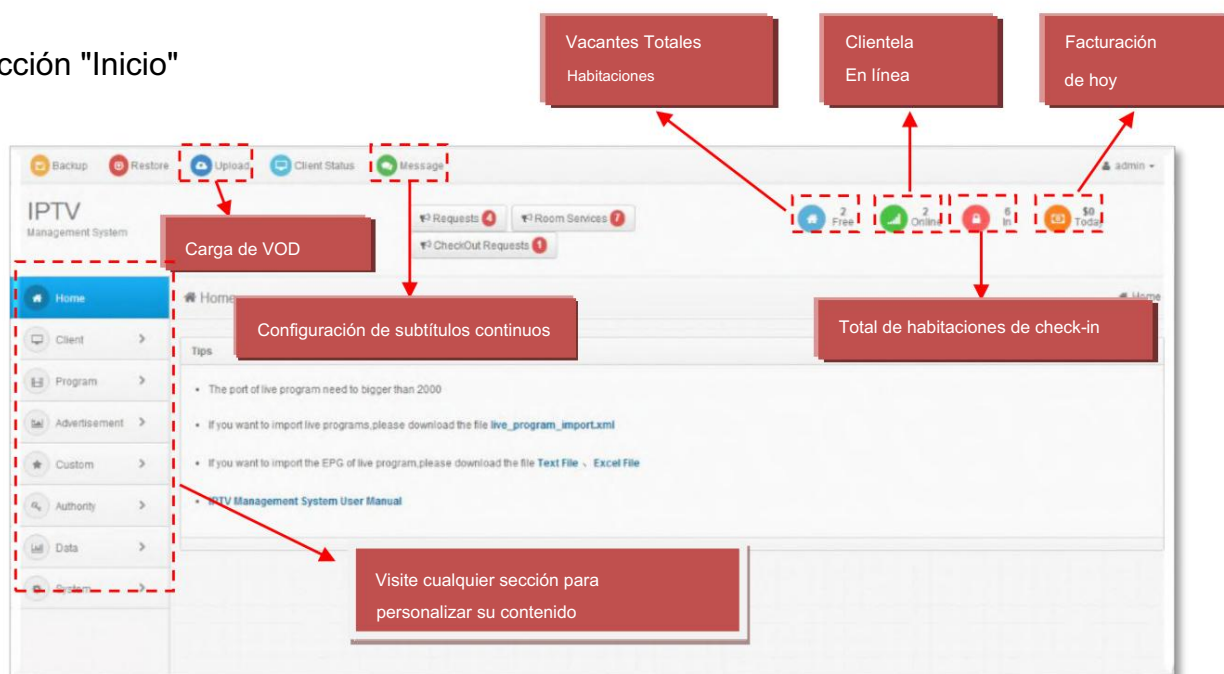 cción "Inicio"
Vacantes Totales
Habitaciones
Clientela
En línea
Facturación
de hoy
Backup
Restore
Upload
Client Status
Message
admin
IPTV
Management System
Requests 4
Room Services 7
CheckOut Requests 1
2
Free
2
Online
6
In
$0
Today
Carga de VOD
Home
Home
Home
Configuración de subtítulos continuos
Total de habitaciones de check-in
Client
Program
Advertisement
Custom
Authority
Data
System
Tips
The port of live program need to bigger than 2000
If you want to import live programs,please download the file live_program_import.xml
If you want to import the EPG of live program,please download the file Text File 、 Excel File
IPTV Management System User Manual
Visite cualquier sección para
personalizar su contenido